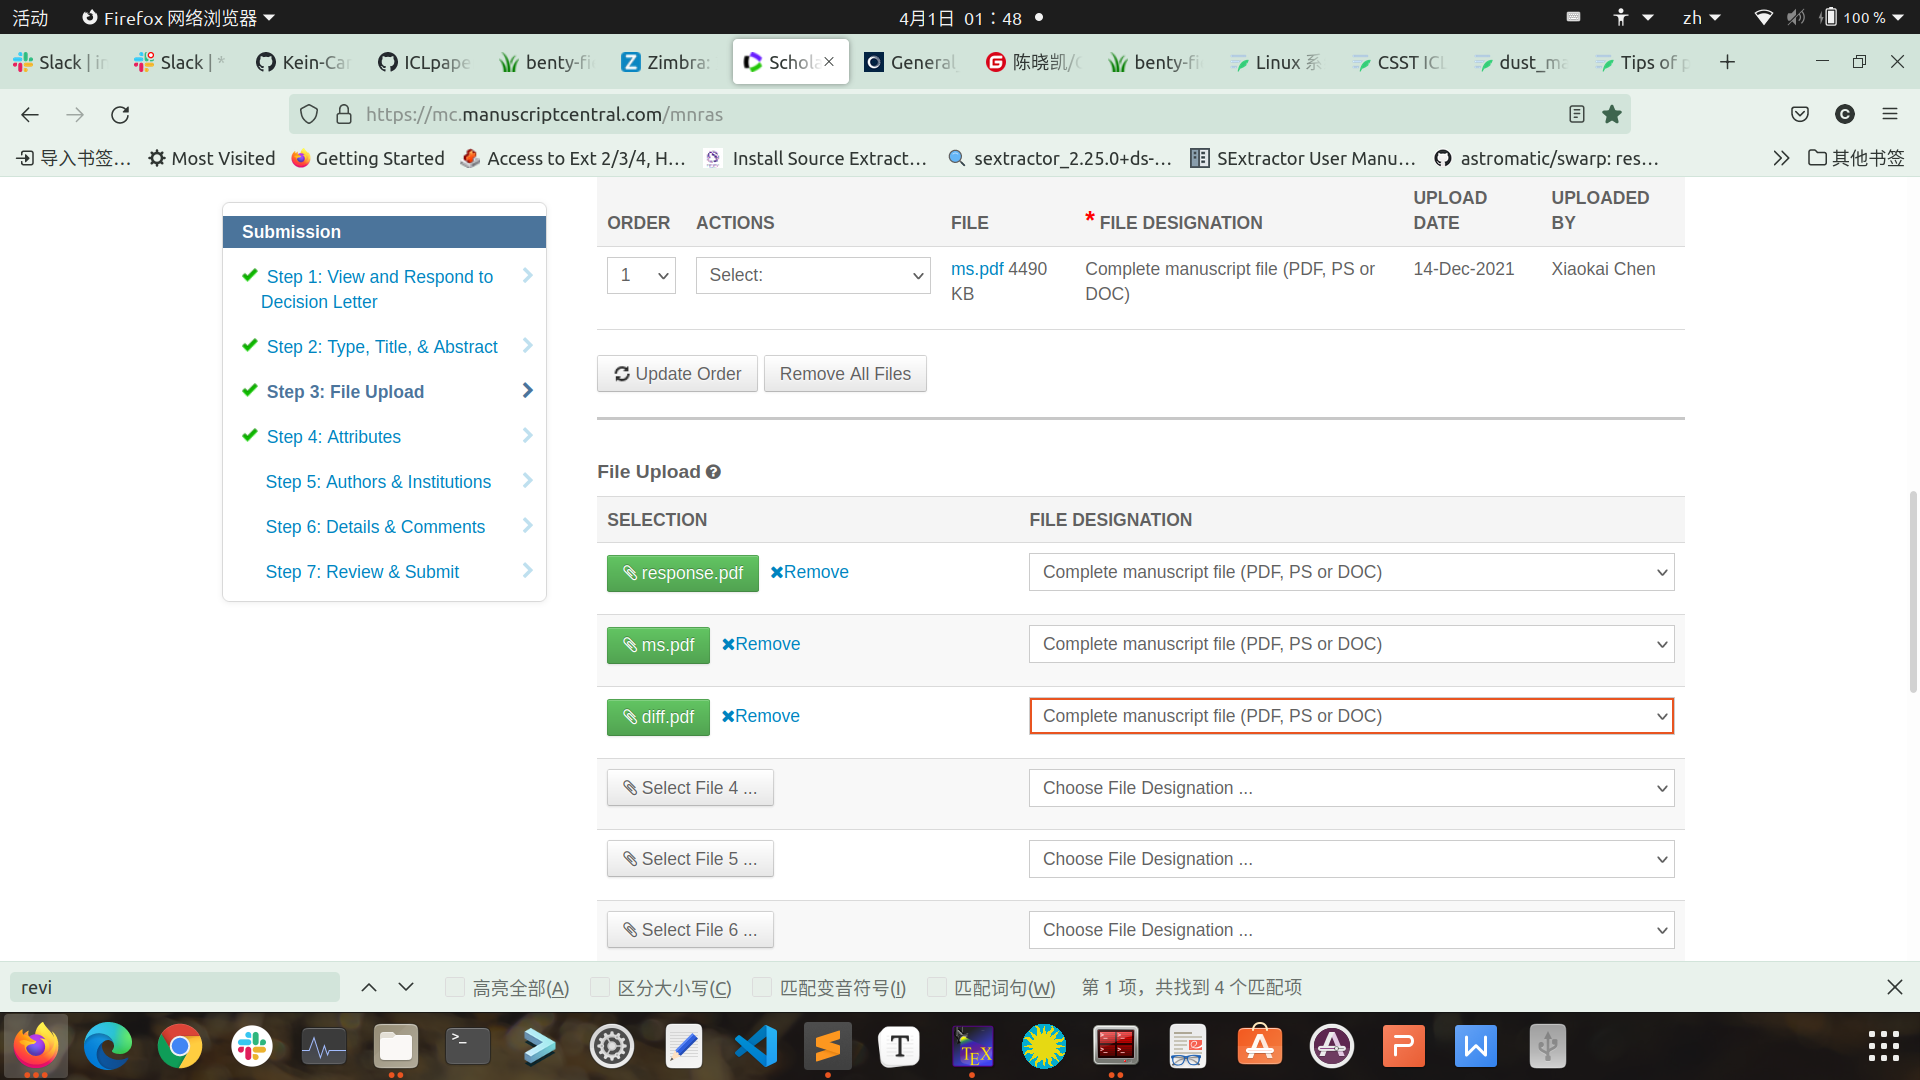 活动 Firefox 网络浏览器 4月1日 01：48 zh 100 %
Slack | Slack | * Kein-Ca ICLpape benty-fi Zimbra: Schola General 陈晓凯/ benty-fi Linux 系 CSST ICL dust_ma Tips of p
https://mc.manuscriptcentral.com/mnras
导入书签… Most Visited Getting Started Access to Ext 2/3/4, H… Install Source Extract… sextractor_2.25.0+ds-… SExtractor User Manu… astromatic/swarp: res… 其他书签
Submission
Step 1: View and Respond to
Decision Letter
Step 2: Type, Title, & Abstract
Step 3: File Upload
Step 4: Attributes
Step 5: Authors & Institutions
Step 6: Details & Comments
Step 7: Review & Submit
ORDER ACTIONS FILE * FILE DESIGNATION UPLOAD DATE UPLOADED BY
1 Select: ms.pdf 4490 KB Complete manuscript file (PDF, PS or DOC) 14-Dec-2021 Xiaokai Chen
Update Order Remove All Files
File Upload
SELECTION FILE DESIGNATION
response.pdf Remove Complete manuscript file (PDF, PS or DOC)
ms.pdf Remove Complete manuscript file (PDF, PS or DOC)
diff.pdf Remove Complete manuscript file (PDF, PS or DOC)
Select File 4 ... Choose File Designation ...
Select File 5 ... Choose File Designation ...
Select File 6 ... Choose File Designation ...
revi 高亮全部(A) 区分大小写(C) 匹配变音符号(I) 匹配词句(W) 第 1 项，共找到 4 个匹配项